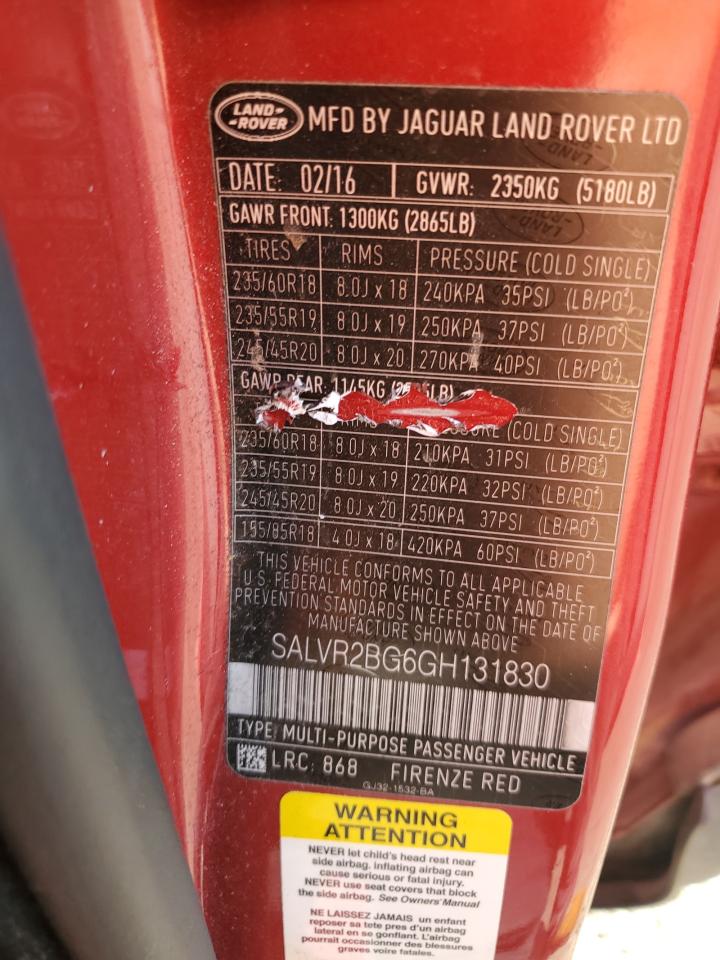 LAND-ROVER
MFD BY JAGUAR LAND ROVER LTD
DATE: 02/16 GVWR: 2350KG (5180LB)
GAWR FRONT: 1300KG (2865LB)
TIRES RIMS PRESSURE (COLD SINGLE)
235/60R18 8.0J x 18 240KPA 35PSI (LB/PO²)
235/55R19 8.0J x 19 250KPA 37PSI (LB/PO²)
245/45R20 8.0J x 20 270KPA 40PSI (LB/PO²)
GAWR REAR: 1145KG
(COLD SINGLE)
235/60R18 8.0J x 18 210KPA 31PSI (LB/PO²)
235/55R19 8.0J x 19 220KPA 32PSI (LB/PO²)
245/45R20 8.0J x 20 250KPA 37PSI (LB/PO²)
155/85R18 4.0J x 18 420KPA 60PSI (LB/PO²)
THIS VEHICLE CONFORMS TO ALL APPLICABLE
U.S. FEDERAL MOTOR VEHICLE SAFETY AND THEFT
PREVENTION STANDARDS IN EFFECT ON THE DATE OF
MANUFACTURE SHOWN ABOVE
SALVR2BG6GH131830
TYPE: MULTI-PURPOSE PASSENGER VEHICLE
LRC: 868 FIRENZE RED
GJ32-1532-BA
WARNING
ATTENTION
NEVER let child's head rest near
side airbag. inflating airbag can
cause serious or fatal injury.
NEVER use seat covers that block
the side airbag. See Owners' Manual
NE LAISSEZ JAMAIS un enfant
reposer sa tete pres d'un airbag
lateral en se gonflant. L'airbag
pourrait occasionner des blessures
graves voire fatales.